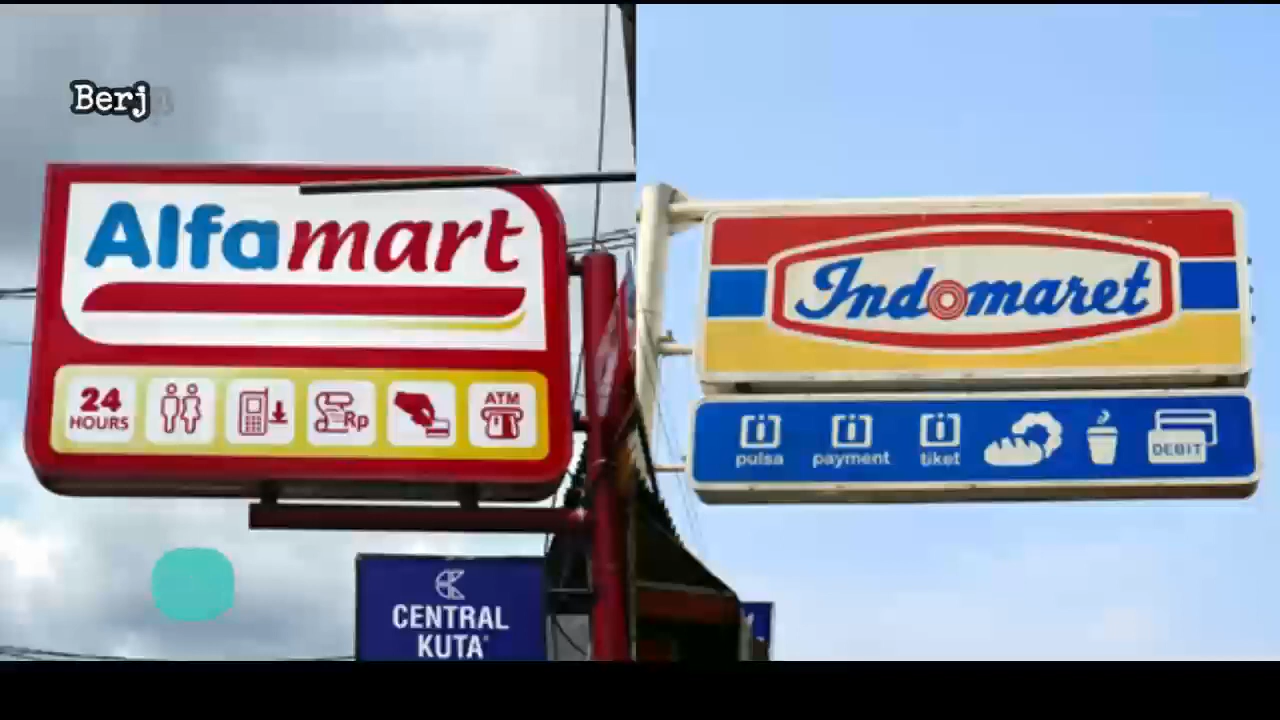 Berj
Alfamart
24
HOURS
Rp
ATM
CENTRAL
KUTA
Indomaret
pulsa
payment
tiket
DEBIT